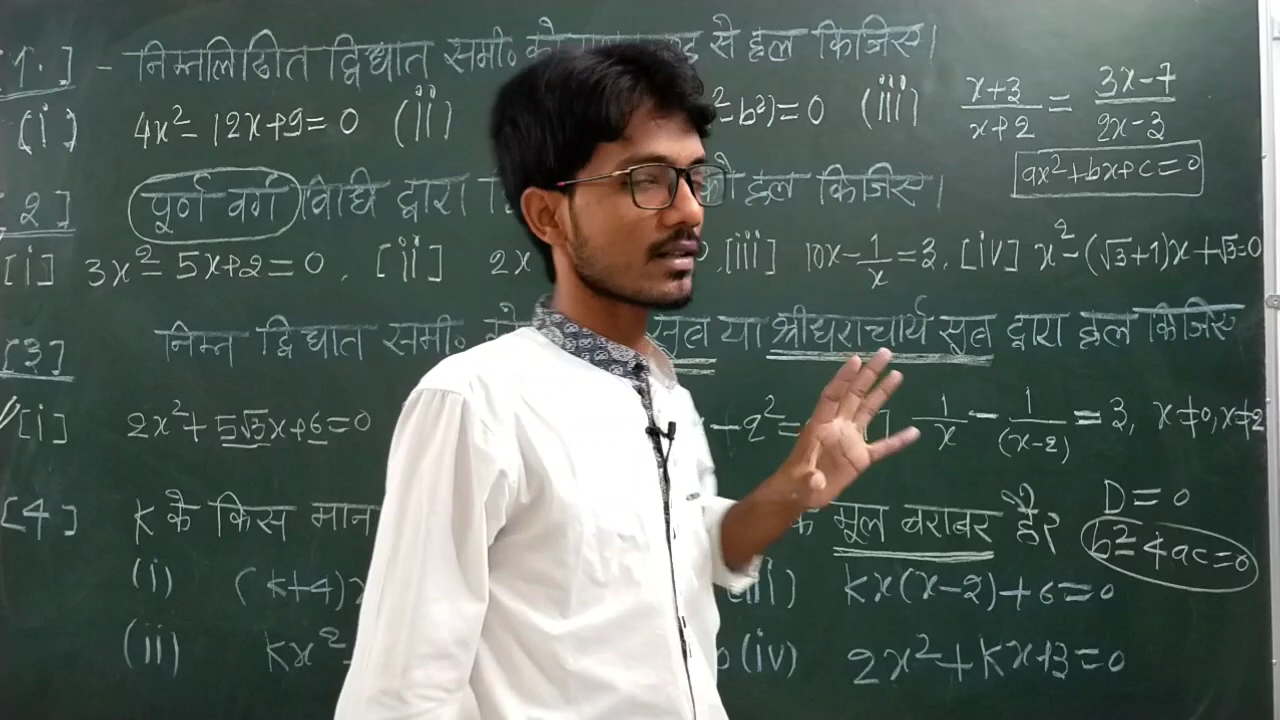 [1.] - निम्नलिखित द्विघात समी॰ को से हल किजिए।
(i) 4x² - 12x + 9 = 0 (ii) ²-b²) = 0 (iii) (x+3)/(x+2) = (3x-7)/(2x-3)
ax² + bx + c = 0
2] पूर्ण वर्ग विधि द्वारा को हल किजिए।
[i] 3x² - 5x + 2 = 0, [ii] 2x , [iii] 10x - 1/x = 3, [iv] x² - (√3+1)x + √3 = 0
[3] निम्न द्विघात समी॰ सुत्र या श्रीधराचार्य सुत्र द्वारा हल किजिए
[i] 2x² + 5√3x + 6 = 0 - 2² = ] 1/x - 1/(x-2) = 3, x ≠ 0, x ≠ 2
[4] K के किस मान के मूल बराबर है? D = 0
b² - 4ac = 0
(i) (k+4) iii) kx(x-2) + 6 = 0
(ii) kx² - (iv) 2x² + kx + 3 = 0